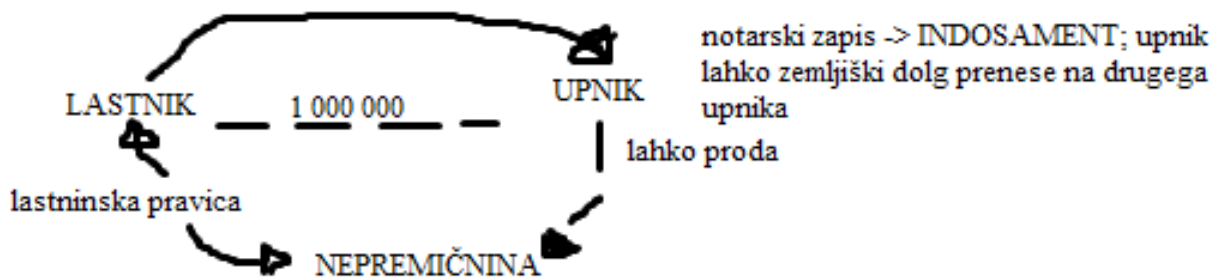 notarski zapis -> INDOSAMENT; upnik
lahko zemljiški dolg prenese na drugega
upnika
LASTNIK
1 000 000
UPNIK
lahko proda
lastninska pravica
NEPREMIČNINA